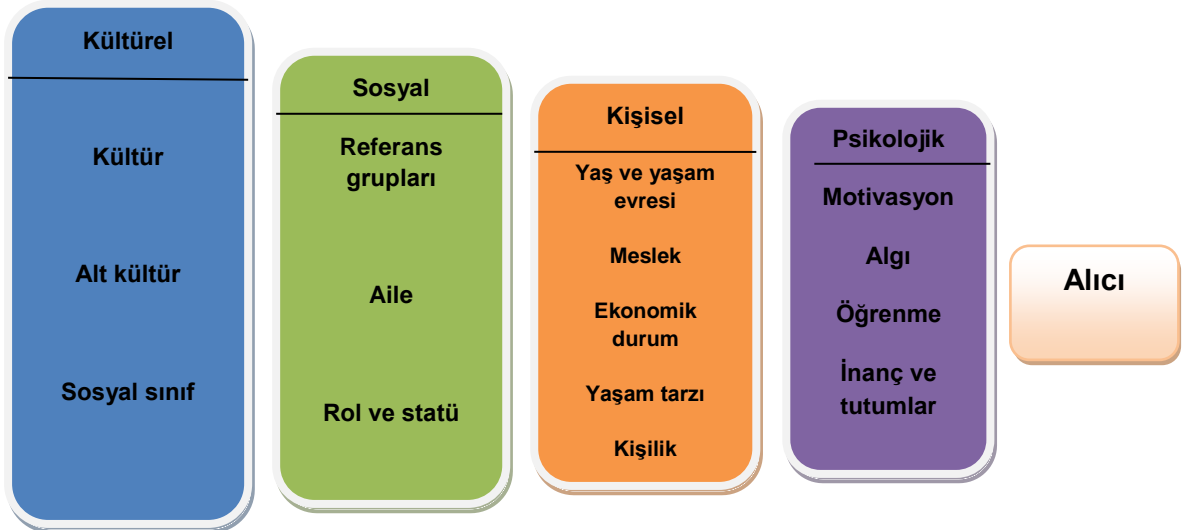 Kültürel
Kültür
Alt kültür
Sosyal sınıf
Sosyal
Referans
grupları
Aile
Rol ve statü
Kişisel
Yaş ve yaşam
evresi
Meslek
Ekonomik
durum
Yaşam tarzı
Kişilik
Psikolojik
Motivasyon
Algı
Öğrenme
İnanç ve
tutumlar
Alıcı